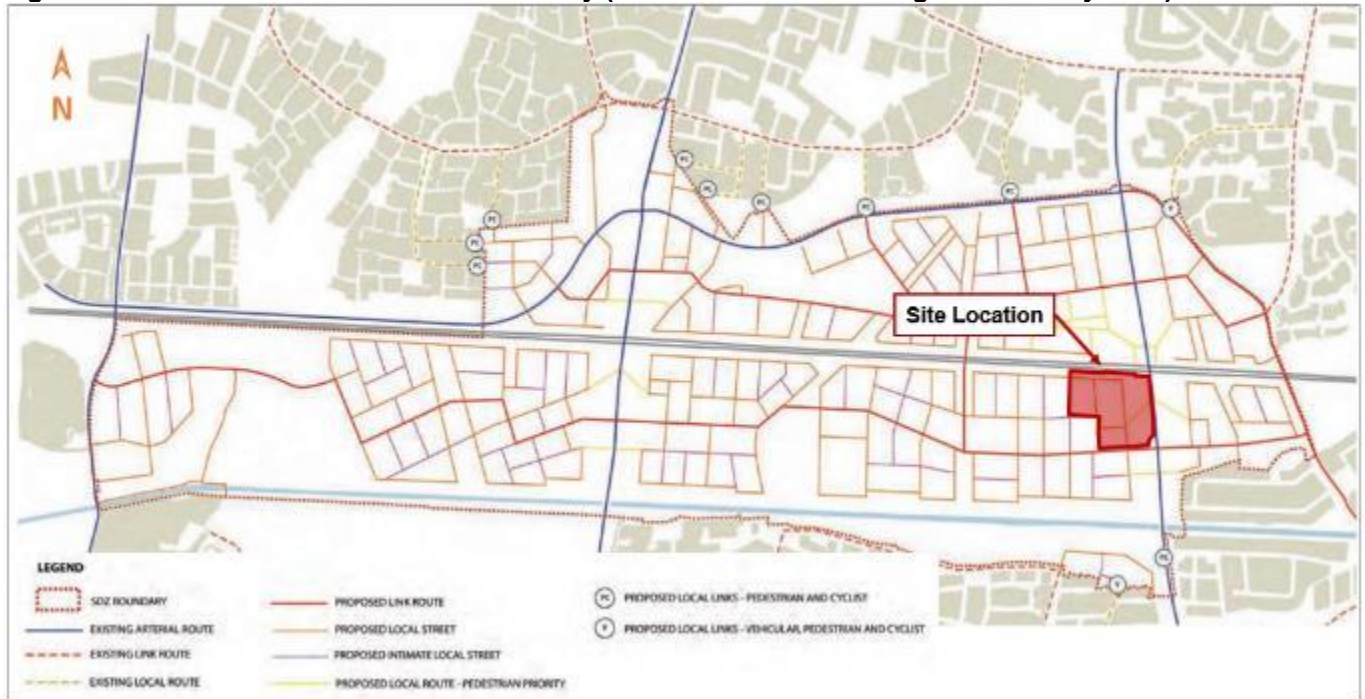 N
PC
PC
PC
PC
PC
V
PC
PC
PC
Site Location
PC
V
LEGEND
SDZ BOUNDARY
EXISTING ARTERIAL ROUTE
EXISTING LINK ROUTE
EXISTING LOCAL ROUTE
PROPOSED LINK ROUTE
PROPOSED LOCAL STREET
PROPOSED INTIMATE LOCAL STREET
PROPOSED LOCAL ROUTE - PEDESTRIAN PRIORITY
PC PROPOSED LOCAL LINKS - PEDESTRIAN AND CYCLIST
V PROPOSED LOCAL LINKS - VEHICULAR, PEDESTRIAN AND CYCLIST